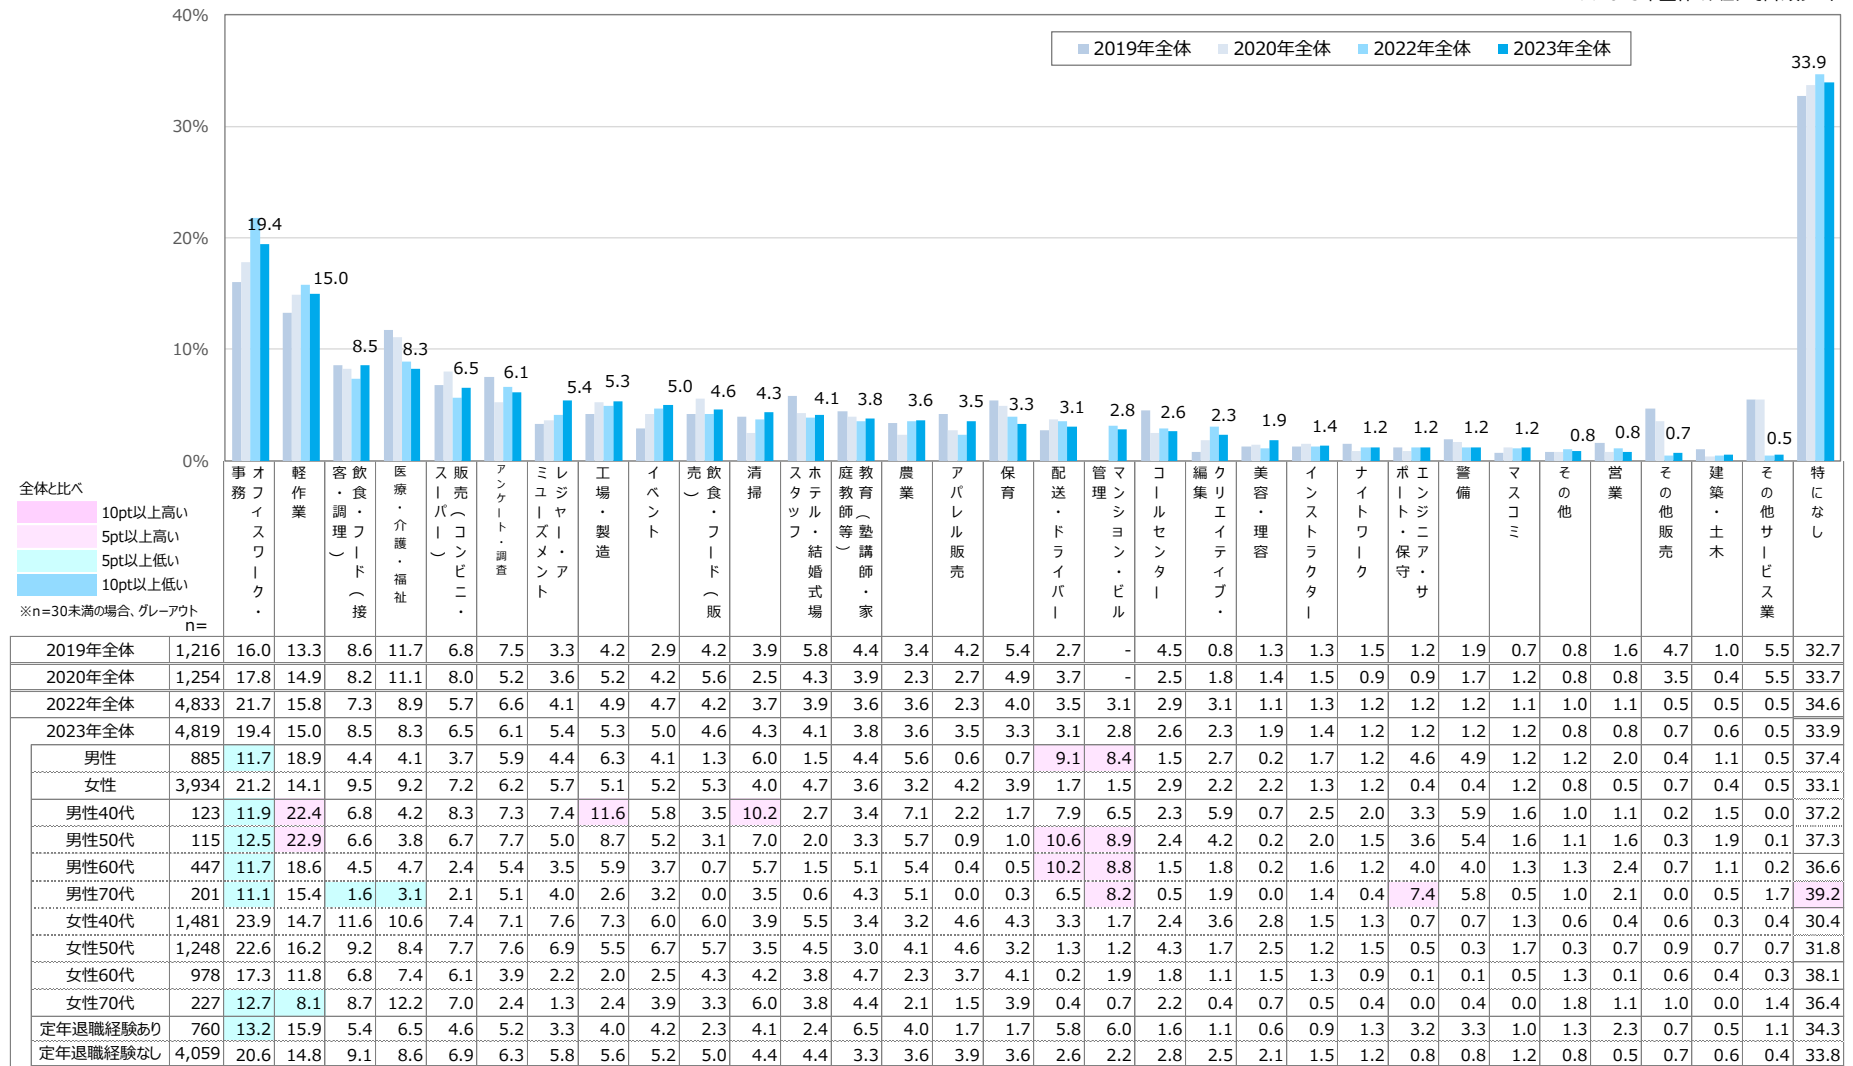 40%
30%
20%
10%
0%
2019年全体 2020年全体 2022年全体 2023年全体
19.4
15.0
8.5
8.3
6.5
6.1
5.4
5.3
5.0
4.6
4.3
4.1
3.8
3.6
3.5
3.3
3.1
2.8
2.6
2.3
1.9
1.4
1.2
1.2
1.2
1.2
0.8
0.8
0.7
0.5
33.9
全体と比べ
10pt以上高い
5pt以上高い
5pt以上低い
10pt以上低い
※n=30未満の場合、グレーアウト
n=
オフィスワーク・
事務
軽作業
飲食・フード(接
客・調理)
医療・介護・福祉
販売(コンビニ・
スーパー)
アンケート・調査
レジャー・ア
ミューズメント
工場・製造
イベント
飲食・フード(販
売)
清掃
ホテル・結婚式場
スタッフ
教育(塾講師・家
庭教師等)
農業
アパレル販売
保育
配送・ドライバー
マンション・ビル
管理
コールセンター
クリエイティブ・
編集
美容・理容
インストラクター
ナイトワーク
エンジニア・サ
ポート・保守
警備
マスコミ
その他
営業
その他販売
建築・土木
その他サービス業
特になし
2019年全体 1,216 16.0 13.3 8.6 11.7 6.8 7.5 3.3 4.2 2.9 4.2 3.9 5.8 4.4 3.4 4.2 5.4 2.7 - 4.5 0.8 1.3 1.3 1.5 1.2 1.9 0.7 0.8 1.6 4.7 1.0 5.5 32.7
2020年全体 1,254 17.8 14.9 8.2 11.1 8.0 5.2 3.6 5.2 4.2 5.6 2.5 4.3 3.9 2.3 2.7 4.9 3.7 - 2.5 1.8 1.4 1.5 0.9 0.9 1.7 1.2 0.8 0.8 3.5 0.4 5.5 33.7
2022年全体 4,833 21.7 15.8 7.3 8.9 5.7 6.6 4.1 4.9 4.7 4.2 3.7 3.9 3.6 3.6 2.3 4.0 3.5 3.1 2.9 3.1 1.1 1.3 1.2 1.2 1.2 1.1 1.0 1.1 0.5 0.5 0.5 34.6
2023年全体 4,819 19.4 15.0 8.5 8.3 6.5 6.1 5.4 5.3 5.0 4.6 4.3 4.1 3.8 3.6 3.5 3.3 3.1 2.8 2.6 2.3 1.9 1.4 1.2 1.2 1.2 1.2 0.8 0.8 0.7 0.6 0.5 33.9
男性 885 11.7 18.9 4.4 4.1 3.7 5.9 4.4 6.3 4.1 1.3 6.0 1.5 4.4 5.6 0.6 0.7 9.1 8.4 1.5 2.7 0.2 1.7 1.2 4.6 4.9 1.2 1.2 2.0 0.4 1.1 0.5 37.4
女性 3,934 21.2 14.1 9.5 9.2 7.2 6.2 5.7 5.1 5.2 5.3 4.0 4.7 3.6 3.2 4.2 3.9 1.7 1.5 2.9 2.2 2.2 1.3 1.2 0.4 0.4 1.2 0.8 0.5 0.7 0.4 0.5 33.1
男性40代 123 11.9 22.4 6.8 4.2 8.3 7.3 7.4 11.6 5.8 3.5 10.2 2.7 3.4 7.1 2.2 1.7 7.9 6.5 2.3 5.9 0.7 2.5 2.0 3.3 5.9 1.6 1.0 1.1 0.2 1.5 0.0 37.2
男性50代 115 12.5 22.9 6.6 3.8 6.7 7.7 5.0 8.7 5.2 3.1 7.0 2.0 3.3 5.7 0.9 1.0 10.6 8.9 2.4 4.2 0.2 2.0 1.5 3.6 5.4 1.6 1.1 1.6 0.3 1.9 0.1 37.3
男性60代 447 11.7 18.6 4.5 4.7 2.4 5.4 3.5 5.9 3.7 0.7 5.7 1.5 5.1 5.4 0.4 0.5 10.2 8.8 1.5 1.8 0.2 1.6 1.2 4.0 4.0 1.3 1.3 2.4 0.7 1.1 0.2 36.6
男性70代 201 11.1 15.4 1.6 3.1 2.1 5.1 4.0 2.6 3.2 0.0 3.5 0.6 4.3 5.1 0.0 0.3 6.5 8.2 0.5 1.9 0.0 1.4 0.4 7.4 5.8 0.5 1.0 2.1 0.0 0.5 1.7 39.2
女性40代 1,481 23.9 14.7 11.6 10.6 7.4 7.1 7.6 7.3 6.0 6.0 3.9 5.5 3.4 3.2 4.6 4.3 1.7 1.7 2.4 3.6 2.8 1.5 1.3 0.7 0.7 1.3 0.6 0.4 0.6 0.3 0.4 30.4
女性50代 1,248 22.6 16.2 9.2 8.4 7.7 7.6 6.9 5.5 6.7 5.7 3.5 4.5 3.0 4.1 4.6 3.2 1.3 1.2 4.3 1.7 2.5 1.2 1.5 0.5 0.3 1.7 0.3 0.7 0.9 0.7 0.7 31.8
女性60代 978 17.3 11.8 6.8 7.4 6.1 3.9 2.2 2.0 2.5 4.3 4.2 3.8 4.7 2.3 3.7 4.1 0.2 1.9 1.8 1.1 1.5 1.3 0.9 0.1 0.1 0.5 1.3 0.1 0.6 0.4 0.3 38.1
女性70代 227 12.7 8.1 8.7 12.2 7.0 2.4 1.3 2.4 3.9 3.3 6.0 3.8 4.4 2.1 1.5 3.9 0.4 0.7 2.2 0.4 0.7 0.5 0.4 0.0 0.4 0.0 1.8 1.1 1.0 0.0 1.4 36.4
定年退職経験あり 760 13.2 15.9 5.4 6.5 4.6 5.2 3.3 4.0 4.2 2.3 4.1 2.4 6.5 4.0 1.7 1.7 5.8 6.0 1.6 1.1 0.6 0.9 1.3 3.2 3.3 1.0 1.3 2.3 0.7 0.5 1.1 34.3
定年退職経験なし 4,059 20.6 14.8 9.1 8.6 6.9 6.3 5.8 5.6 5.2 5.0 4.4 4.4 3.3 3.6 3.9 3.6 2.6 2.2 2.8 2.5 2.1 1.5 1.2 0.8 0.8 1.2 0.8 0.5 0.7 0.6 0.4 33.8